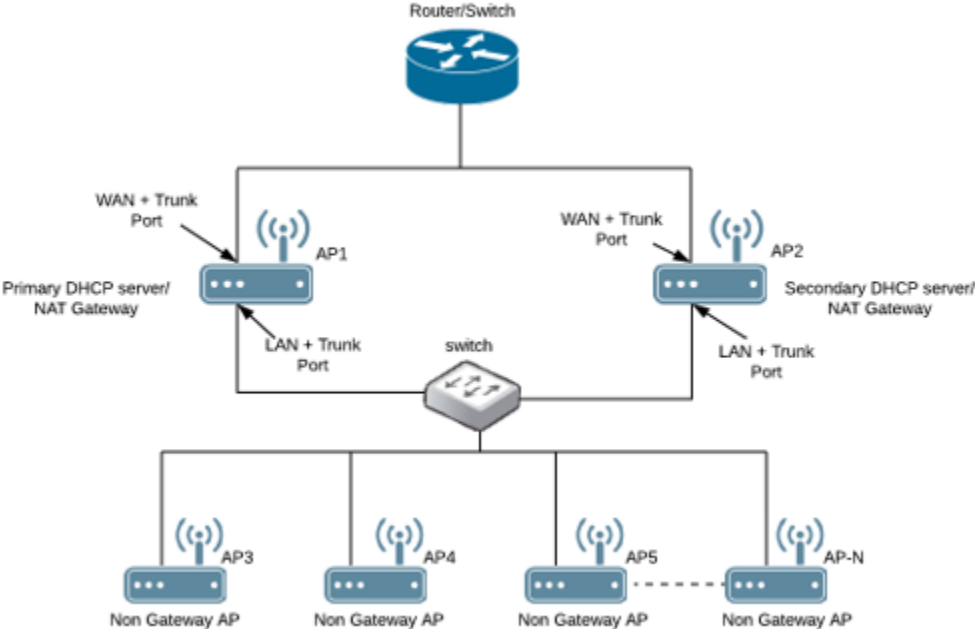 Router/Switch
WAN + Trunk
Port
AP1
Primary DHCP server/
NAT Gateway
LAN + Trunk
Port
WAN + Trunk
Port
AP2
Secondary DHCP server/
NAT Gateway
LAN + Trunk
Port
switch
AP3
Non Gateway AP
AP4
Non Gateway AP
AP5
Non Gateway AP
AP-N
Non Gateway AP